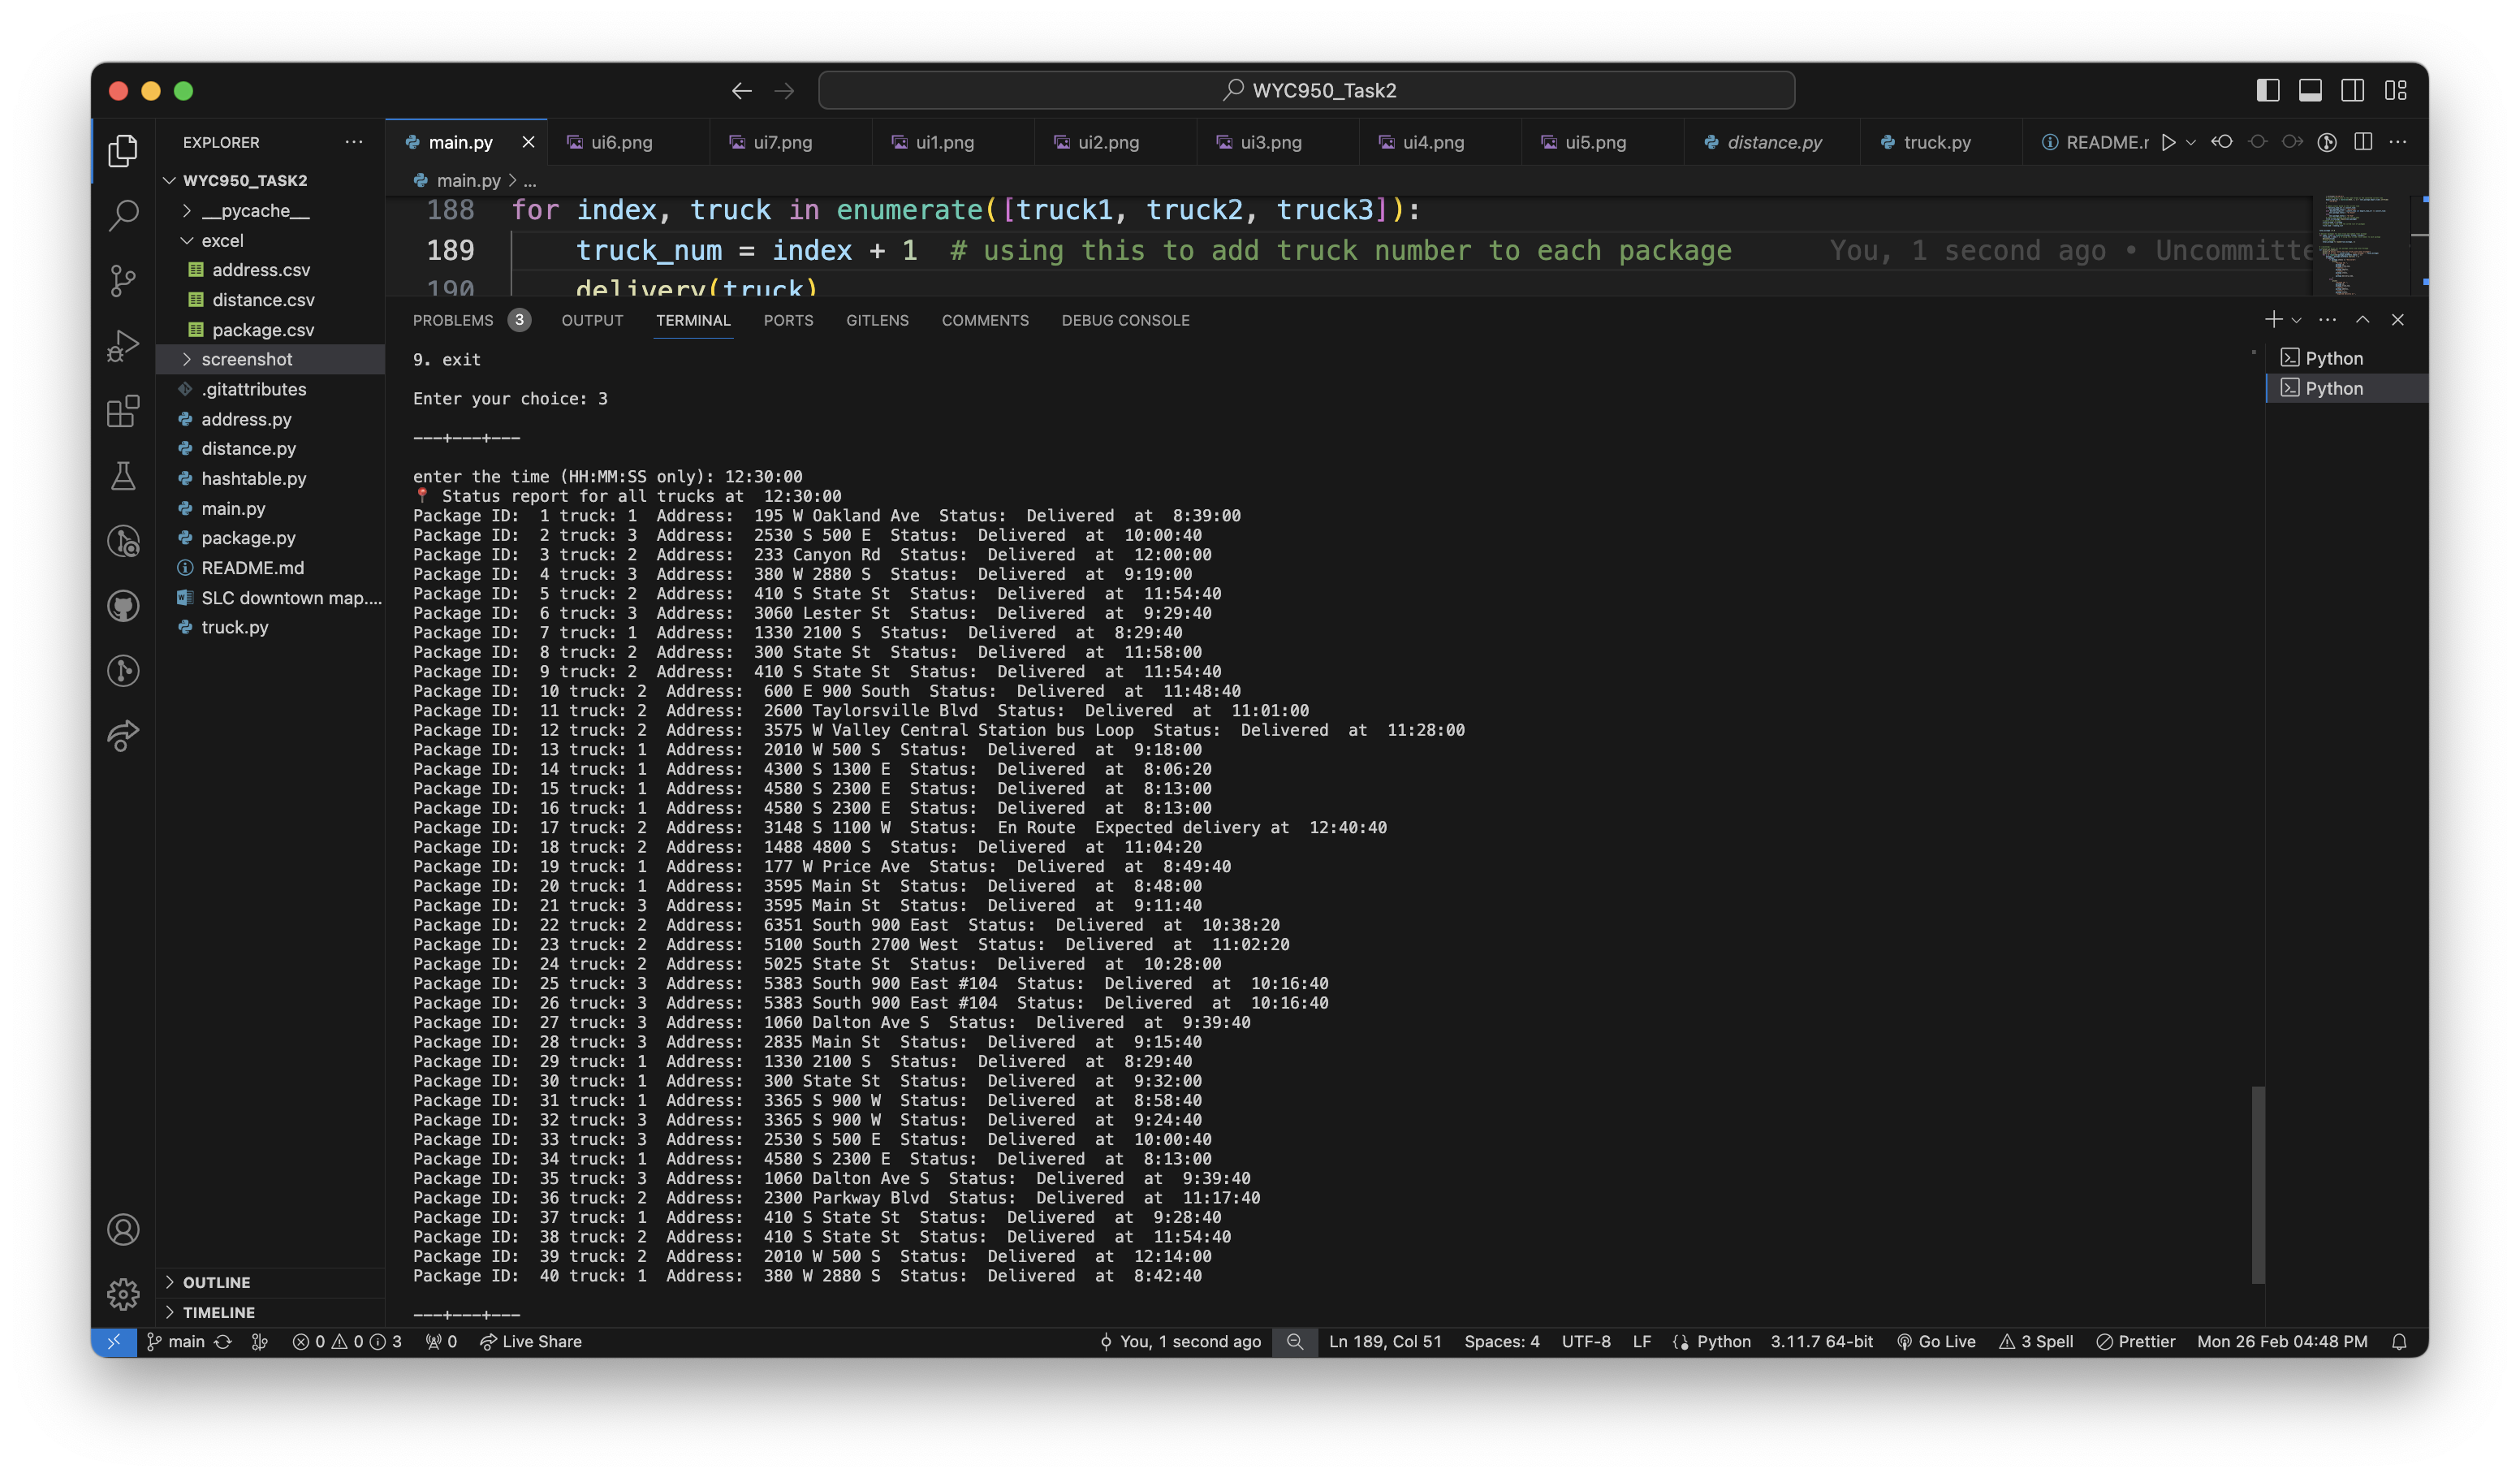 WYC950_Task2
EXPLORER
WYC950_TASK2
__pycache__
excel
address.csv
distance.csv
package.csv
screenshot
.gitattributes
address.py
distance.py
hashtable.py
main.py
package.py
README.md
SLC downtown map....
truck.py
OUTLINE
TIMELINE
main.py ui6.png ui7.png ui1.png ui2.png ui3.png ui4.png ui5.png distance.py truck.py README.r
main.py > ...
188 for index, truck in enumerate([truck1, truck2, truck3]):
189 truck_num = index + 1  # using this to add truck number to each package You, 1 second ago • Uncommitte
190 delivery(truck)
PROBLEMS 3 OUTPUT TERMINAL PORTS GITLENS COMMENTS DEBUG CONSOLE
Python
Python
9. exit
Enter your choice: 3
---+---+---
enter the time (HH:MM:SS only): 12:30:00
📍 Status report for all trucks at  12:30:00
Package ID:  1 truck: 1  Address:  195 W Oakland Ave  Status:  Delivered  at  8:39:00
Package ID:  2 truck: 3  Address:  2530 S 500 E  Status:  Delivered  at  10:00:40
Package ID:  3 truck: 2  Address:  233 Canyon Rd  Status:  Delivered  at  12:00:00
Package ID:  4 truck: 3  Address:  380 W 2880 S  Status:  Delivered  at  9:19:00
Package ID:  5 truck: 2  Address:  410 S State St  Status:  Delivered  at  11:54:40
Package ID:  6 truck: 3  Address:  3060 Lester St  Status:  Delivered  at  9:29:40
Package ID:  7 truck: 1  Address:  1330 2100 S  Status:  Delivered  at  8:29:40
Package ID:  8 truck: 2  Address:  300 State St  Status:  Delivered  at  11:58:00
Package ID:  9 truck: 2  Address:  410 S State St  Status:  Delivered  at  11:54:40
Package ID:  10 truck: 2  Address:  600 E 900 South  Status:  Delivered  at  11:48:40
Package ID:  11 truck: 2  Address:  2600 Taylorsville Blvd  Status:  Delivered  at  11:01:00
Package ID:  12 truck: 2  Address:  3575 W Valley Central Station bus Loop  Status:  Delivered  at  11:28:00
Package ID:  13 truck: 1  Address:  2010 W 500 S  Status:  Delivered  at  9:18:00
Package ID:  14 truck: 1  Address:  4300 S 1300 E  Status:  Delivered  at  8:06:20
Package ID:  15 truck: 1  Address:  4580 S 2300 E  Status:  Delivered  at  8:13:00
Package ID:  16 truck: 1  Address:  4580 S 2300 E  Status:  Delivered  at  8:13:00
Package ID:  17 truck: 2  Address:  3148 S 1100 W  Status:  En Route  Expected delivery at  12:40:40
Package ID:  18 truck: 2  Address:  1488 4800 S  Status:  Delivered  at  11:04:20
Package ID:  19 truck: 1  Address:  177 W Price Ave  Status:  Delivered  at  8:49:40
Package ID:  20 truck: 1  Address:  3595 Main St  Status:  Delivered  at  8:48:00
Package ID:  21 truck: 3  Address:  3595 Main St  Status:  Delivered  at  9:11:40
Package ID:  22 truck: 2  Address:  6351 South 900 East  Status:  Delivered  at  10:38:20
Package ID:  23 truck: 2  Address:  5100 South 2700 West  Status:  Delivered  at  11:02:20
Package ID:  24 truck: 2  Address:  5025 State St  Status:  Delivered  at  10:28:00
Package ID:  25 truck: 3  Address:  5383 South 900 East #104  Status:  Delivered  at  10:16:40
Package ID:  26 truck: 3  Address:  5383 South 900 East #104  Status:  Delivered  at  10:16:40
Package ID:  27 truck: 3  Address:  1060 Dalton Ave S  Status:  Delivered  at  9:39:40
Package ID:  28 truck: 3  Address:  2835 Main St  Status:  Delivered  at  9:15:40
Package ID:  29 truck: 1  Address:  1330 2100 S  Status:  Delivered  at  8:29:40
Package ID:  30 truck: 1  Address:  300 State St  Status:  Delivered  at  9:32:00
Package ID:  31 truck: 1  Address:  3365 S 900 W  Status:  Delivered  at  8:58:40
Package ID:  32 truck: 3  Address:  3365 S 900 W  Status:  Delivered  at  9:24:40
Package ID:  33 truck: 3  Address:  2530 S 500 E  Status:  Delivered  at  10:00:40
Package ID:  34 truck: 1  Address:  4580 S 2300 E  Status:  Delivered  at  8:13:00
Package ID:  35 truck: 3  Address:  1060 Dalton Ave S  Status:  Delivered  at  9:39:40
Package ID:  36 truck: 2  Address:  2300 Parkway Blvd  Status:  Delivered  at  11:17:40
Package ID:  37 truck: 1  Address:  410 S State St  Status:  Delivered  at  9:28:40
Package ID:  38 truck: 2  Address:  410 S State St  Status:  Delivered  at  11:54:40
Package ID:  39 truck: 2  Address:  2010 W 500 S  Status:  Delivered  at  12:14:00
Package ID:  40 truck: 1  Address:  380 W 2880 S  Status:  Delivered  at  8:42:40
---+---+---
main 0 0 3 0 Live Share You, 1 second ago Ln 189, Col 51 Spaces: 4 UTF-8 LF Python 3.11.7 64-bit Go Live 3 Spell Prettier Mon 26 Feb 04:48 PM